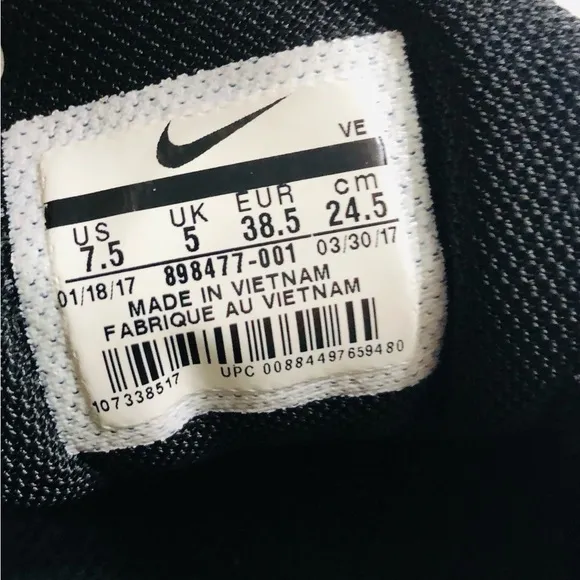 VE
US UK EUR cm
7.5 5 38.5 24.5
01/18/17 898477-001 03/30/17
MADE IN VIETNAM
FABRIQUE AU VIETNAM
107338517 UPC 00884497659480